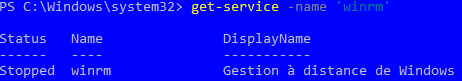 PS C:\Windows\system32> get-service -name 'winrm'
Status   Name               DisplayName
------   ----               -----------
Stopped  winrm              Gestion à distance de Windows